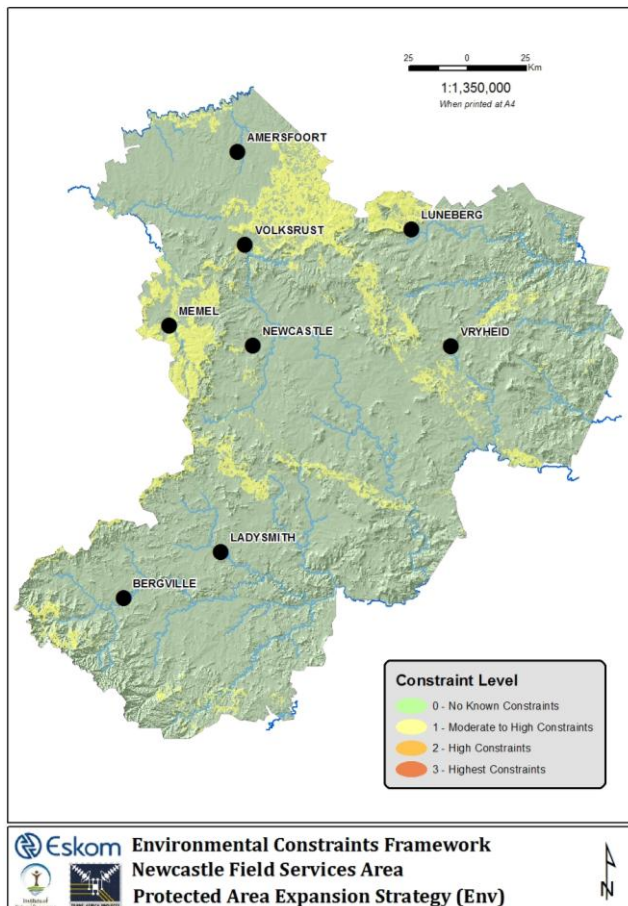 25 0 25
Km
1:1,350,000
When printed at A4
AMERSFOORT
LUNEBERG
VOLKSRUST
MEMEL
NEWCASTLE
VRYHEID
LADYSMITH
BERGVILLE
Constraint Level
0 - No Known Constraints
1 - Moderate to High Constraints
2 - High Constraints
3 - Highest Constraints
Eskom
Environmental Constraints Framework
Newcastle Field Services Area
Protected Area Expansion Strategy (Env)
N